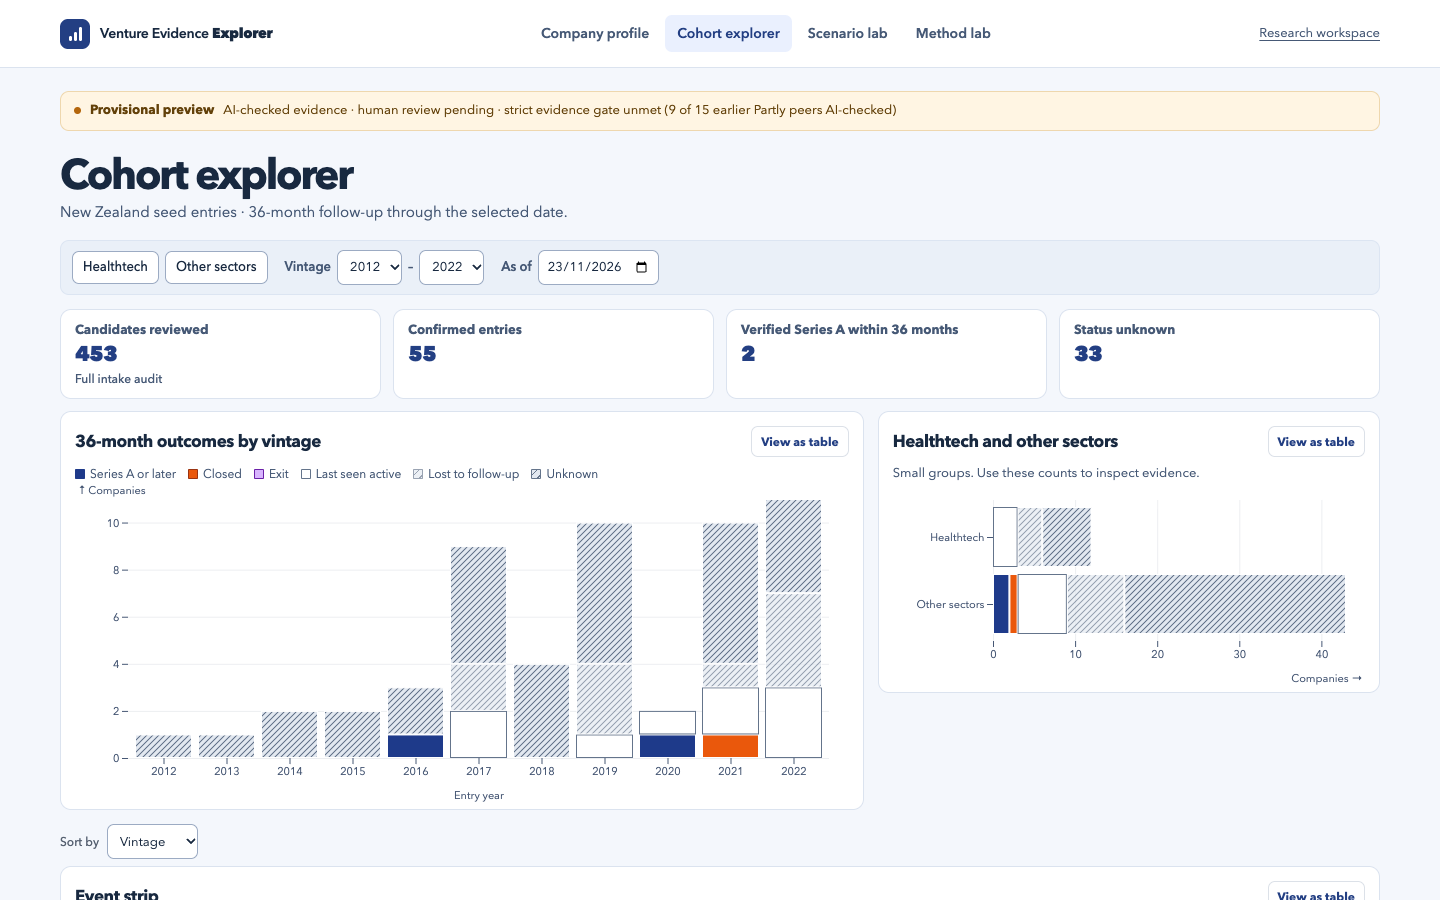 Venture Evidence Explorer
Company profile
Cohort explorer
Scenario lab
Method lab
Research workspace
Provisional preview AI-checked evidence · human review pending · strict evidence gate unmet (9 of 15 earlier Partly peers AI-checked)
Cohort explorer
New Zealand seed entries · 36-month follow-up through the selected date.
Healthtech
Other sectors
Vintage 2012 – 2022
As of 23/11/2026
Candidates reviewed
453
Full intake audit
Confirmed entries
55
Verified Series A within 36 months
2
Status unknown
33
36-month outcomes by vintage
View as table
Series A or later Closed Exit Last seen active Lost to follow-up Unknown
↑ Companies
10
8
6
4
2
0
2012 2013 2014 2015 2016 2017 2018 2019 2020 2021 2022
Entry year
Healthtech and other sectors
View as table
Small groups. Use these counts to inspect evidence.
Healthtech
Other sectors
0 10 20 30 40
Companies →
Sort by Vintage
Event strip
View as table